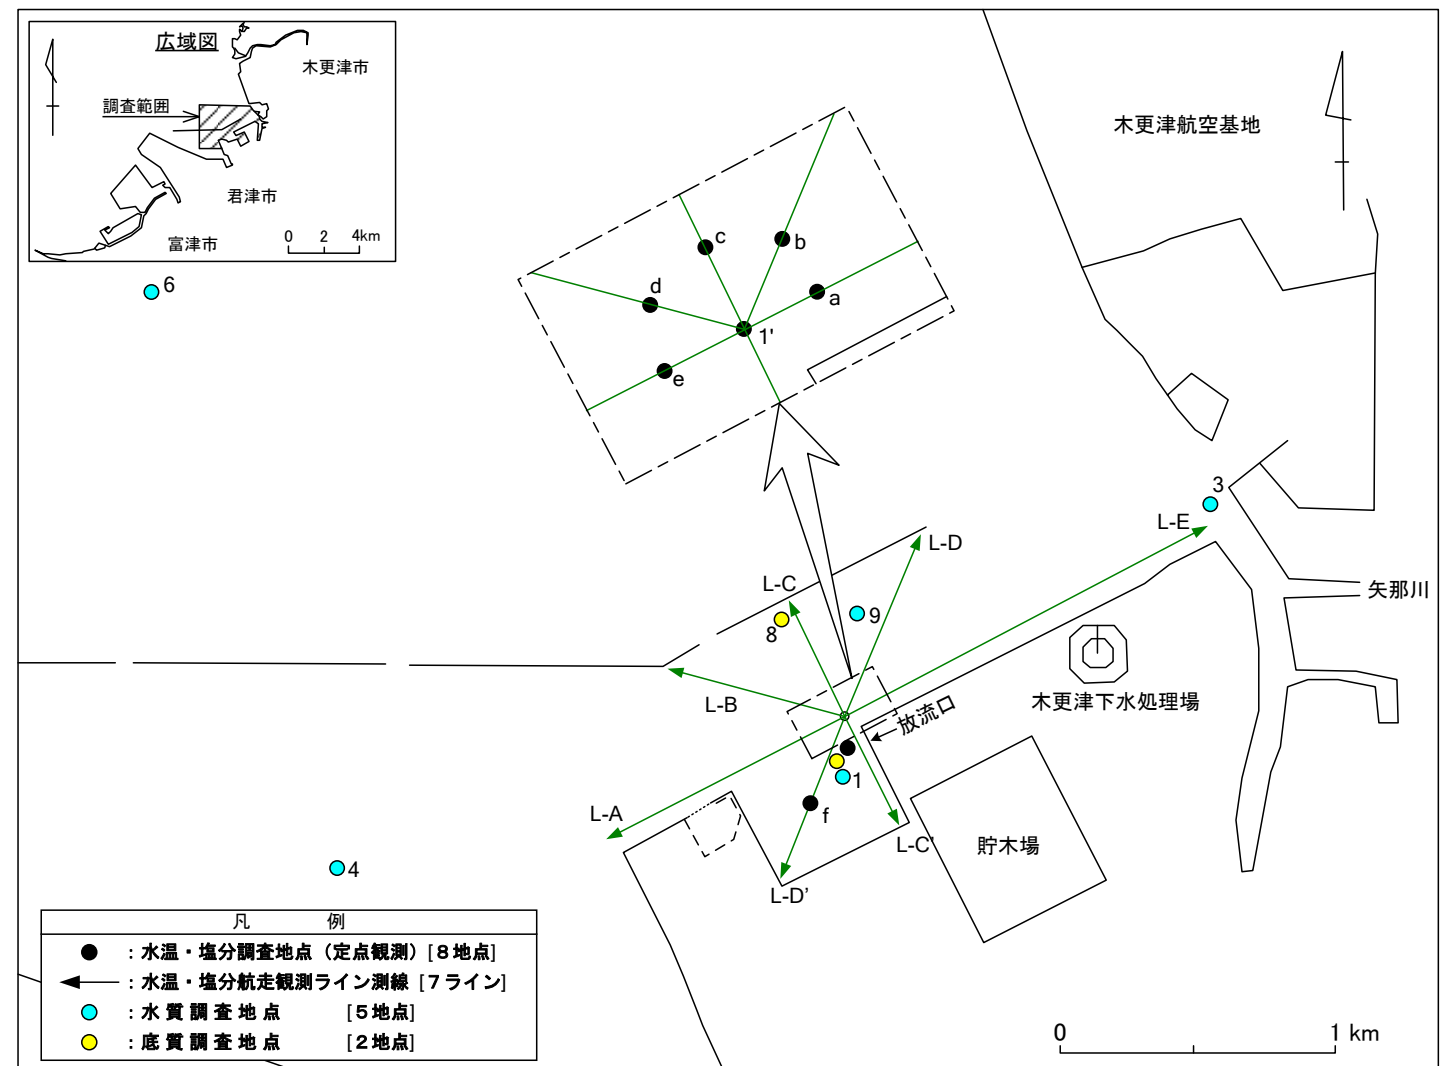 広域図
木更津市
調査範囲
君津市
富津市
0 2 4km
木更津航空基地
6
c
b
d
a
1'
e
3
L-E
L-D
L-C
9
8
矢那川
L-B
木更津下水処理場
放流口
1
L-A
f
L-C'
貯木場
4
L-D'
凡 例
：水温・塩分調査地点（定点観測）[８地点]
：水温・塩分航走観測ライン測線 [７ライン]
：水 質 調 査 地 点 [５地点]
：底 質 調 査 地 点 [２地点]
0 1 km